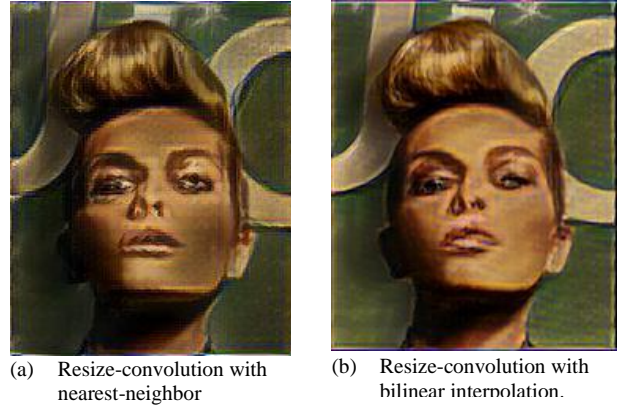 (a) Resize-convolution with
nearest-neighbor
(b) Resize-convolution with
bilinear interpolation.